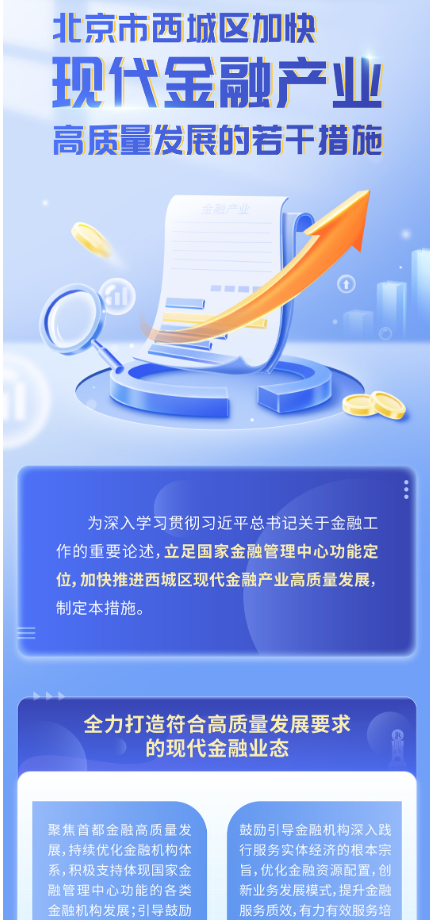 北京市西城区加快
现代金融产业
高质量发展的若干措施
金融产业
为深入学习贯彻习近平总书记关于金融工
作的重要论述，立足国家金融管理中心功能定
位，加快推进西城区现代金融产业高质量发展，
制定本措施。
全力打造符合高质量发展要求
的现代金融业态
聚焦首都金融高质量发
展，持续优化金融机构体
系，积极支持体现国家金
融管理中心功能的各类
金融机构发展；引导鼓励
鼓励引导金融机构深入践
行服务实体经济的根本宗
旨，优化金融资源配置，创
新业务发展模式，提升金融
服务质效，有力有效服务培